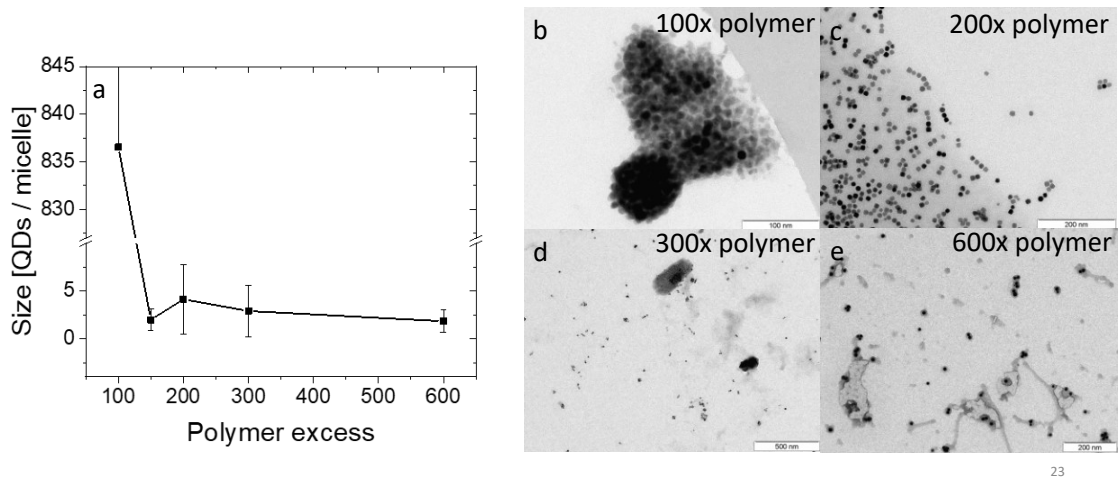 a
845
840
835
830
5
0
Size [QDs / micelle]
100 200 300 400 500 600
Polymer excess
b 100x polymer
100 nm
c 200x polymer
200 nm
d 300x polymer
500 nm
e 600x polymer
200 nm
23